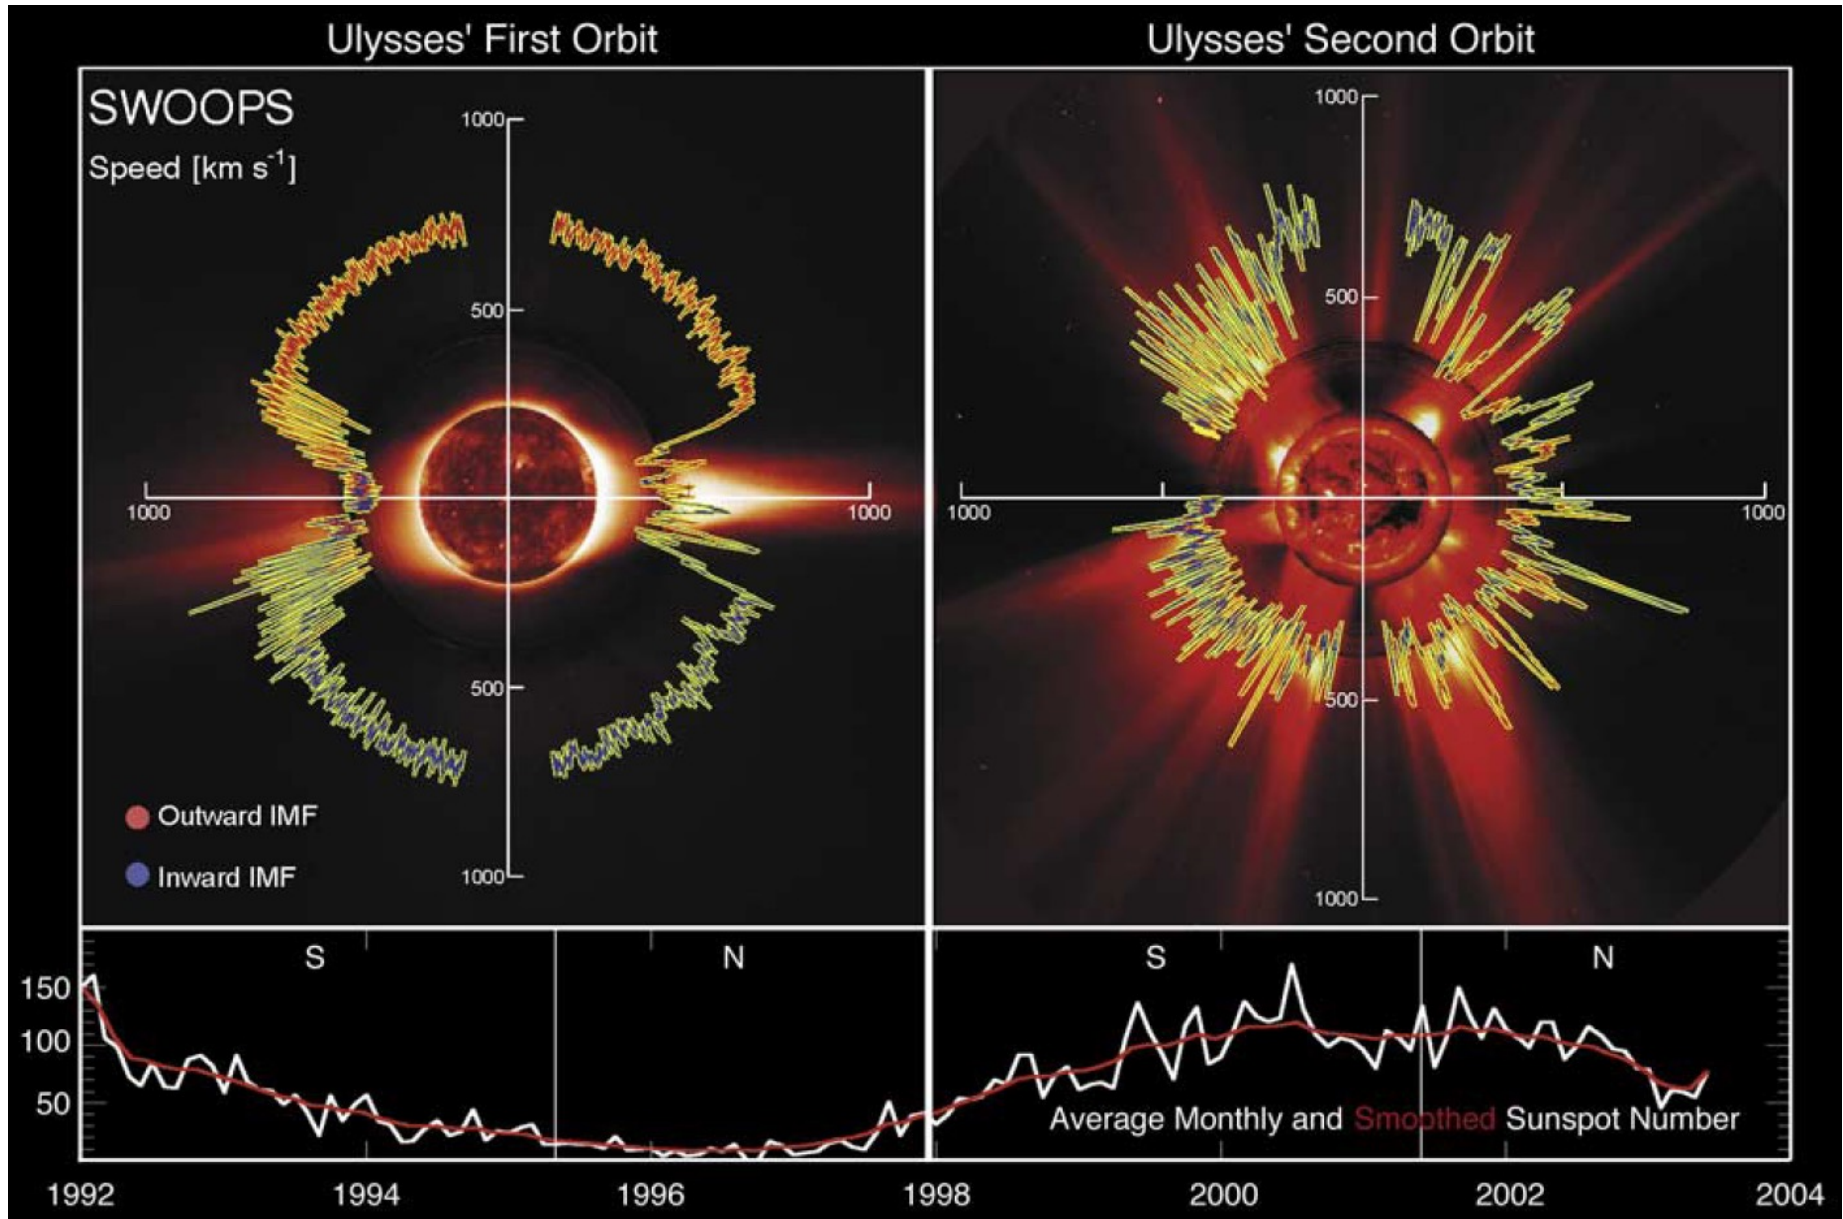 Ulysses' First Orbit
Ulysses' Second Orbit
SWOOPS
Speed [km s⁻¹]
1000
500
1000
1000
500
1000
Outward IMF
Inward IMF
1000
500
1000
1000
500
1000
S
N
S
N
150
100
50
Average Monthly and Smoothed Sunspot Number
1992
1994
1996
1998
2000
2002
2004